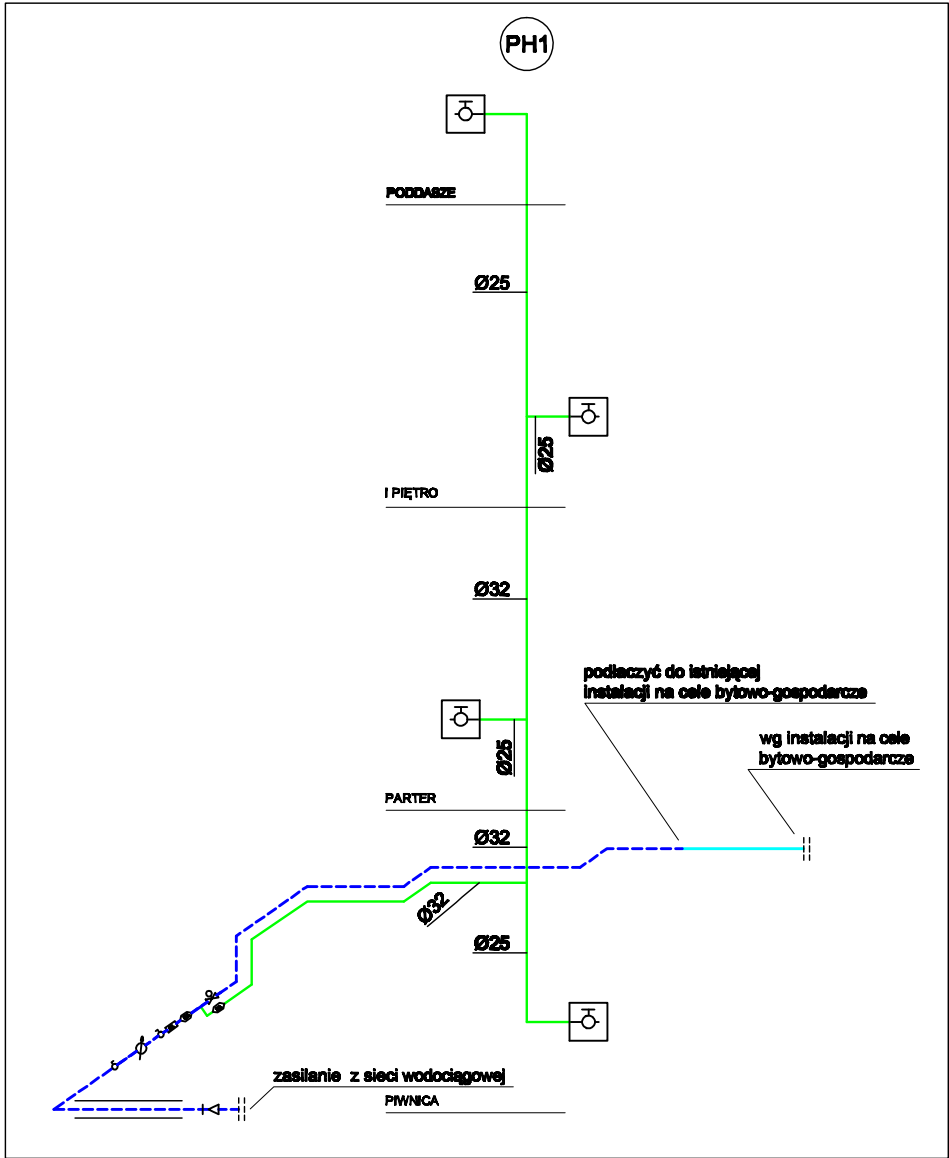 PH1
PODDASZE
Ø25
Ø25
I PIĘTRO
Ø32
podłaczyć do istniejącej
instalacji na cele bytowo-gospodarcze
wg instalacji na cele
bytowo-gospodarcze
Ø25
PARTER
Ø32
Ø32
Ø25
zasilanie z sieci wodociągowej
PIWNICA